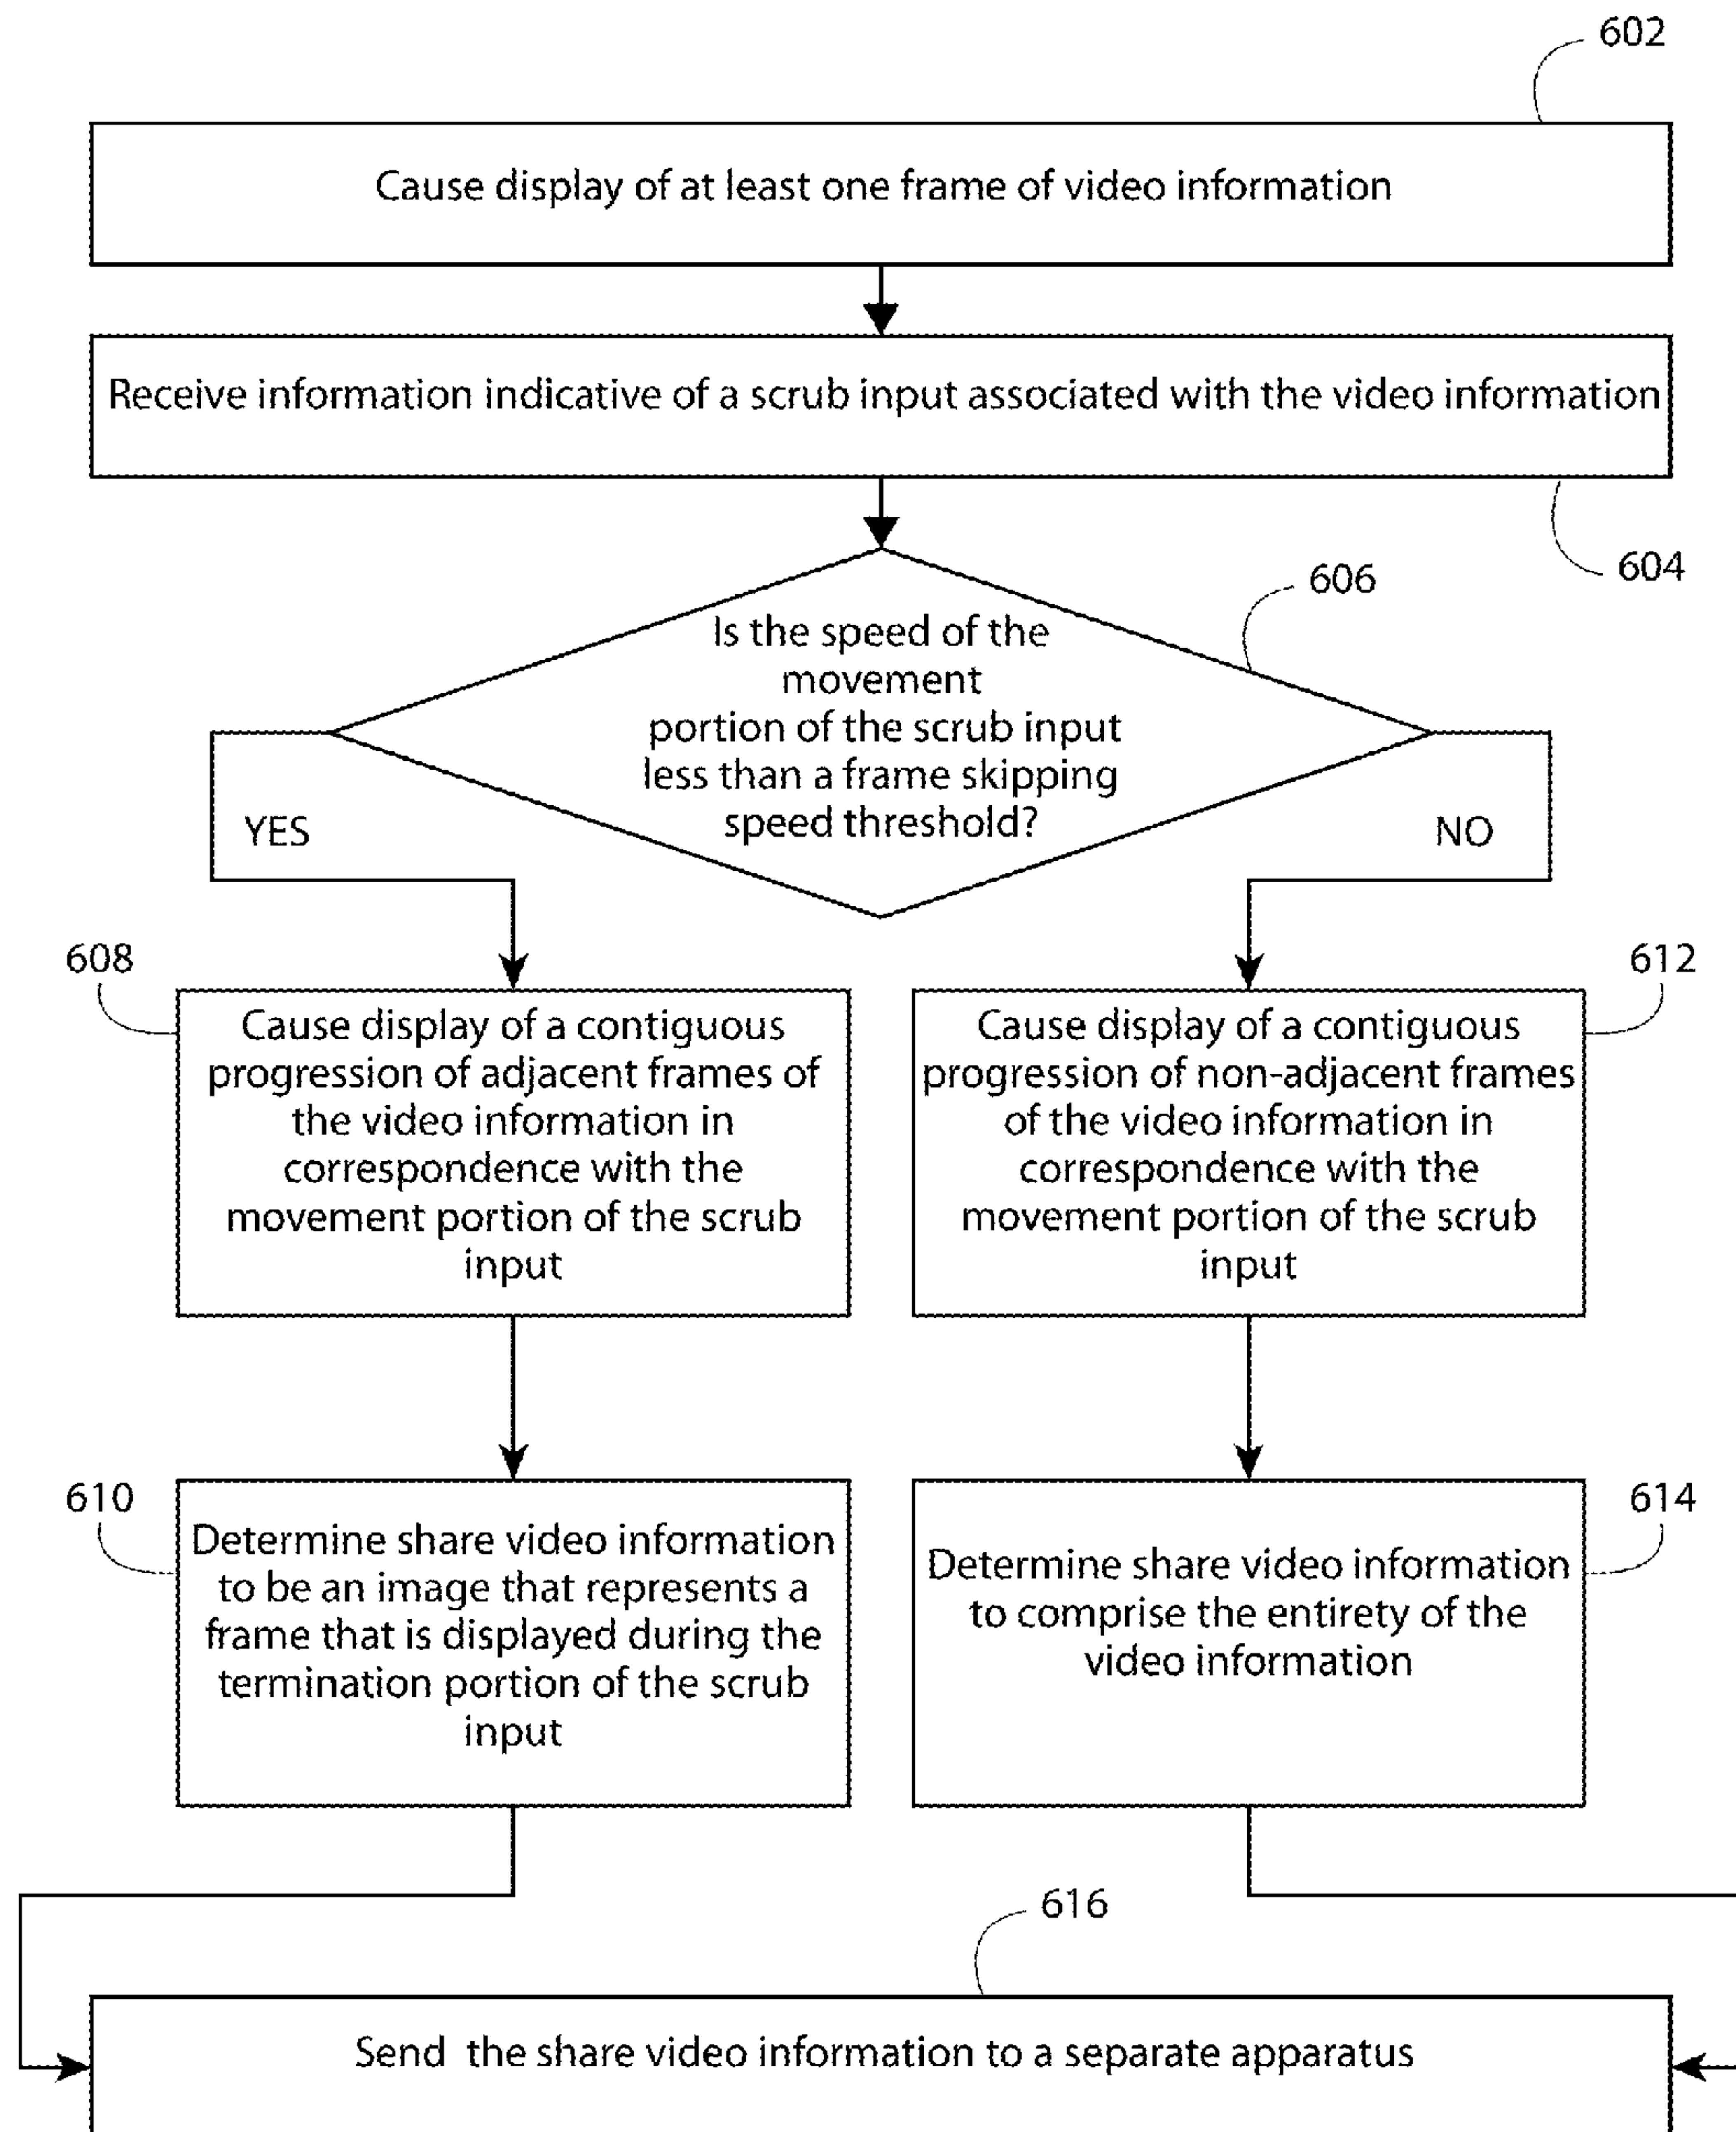 602
Cause display of at least one frame of video information
Receive information indicative of a scrub input associated with the video information
604
606
Is the speed of the
movement
portion of the scrub input
less than a frame skipping
speed threshold?
YES
NO
608
612
Cause display of a contiguous
progression of adjacent frames of
the video information in
correspondence with the
movement portion of the scrub
input
Cause display of a contiguous
progression of non-adjacent frames
of the video information in
correspondence with the
movement portion of the scrub
input
610
614
Determine share video information
to be an image that represents a
frame that is displayed during the
termination portion of the scrub
input
Determine share video information
to comprise the entirety of the
video information
616
Send the share video information to a separate apparatus